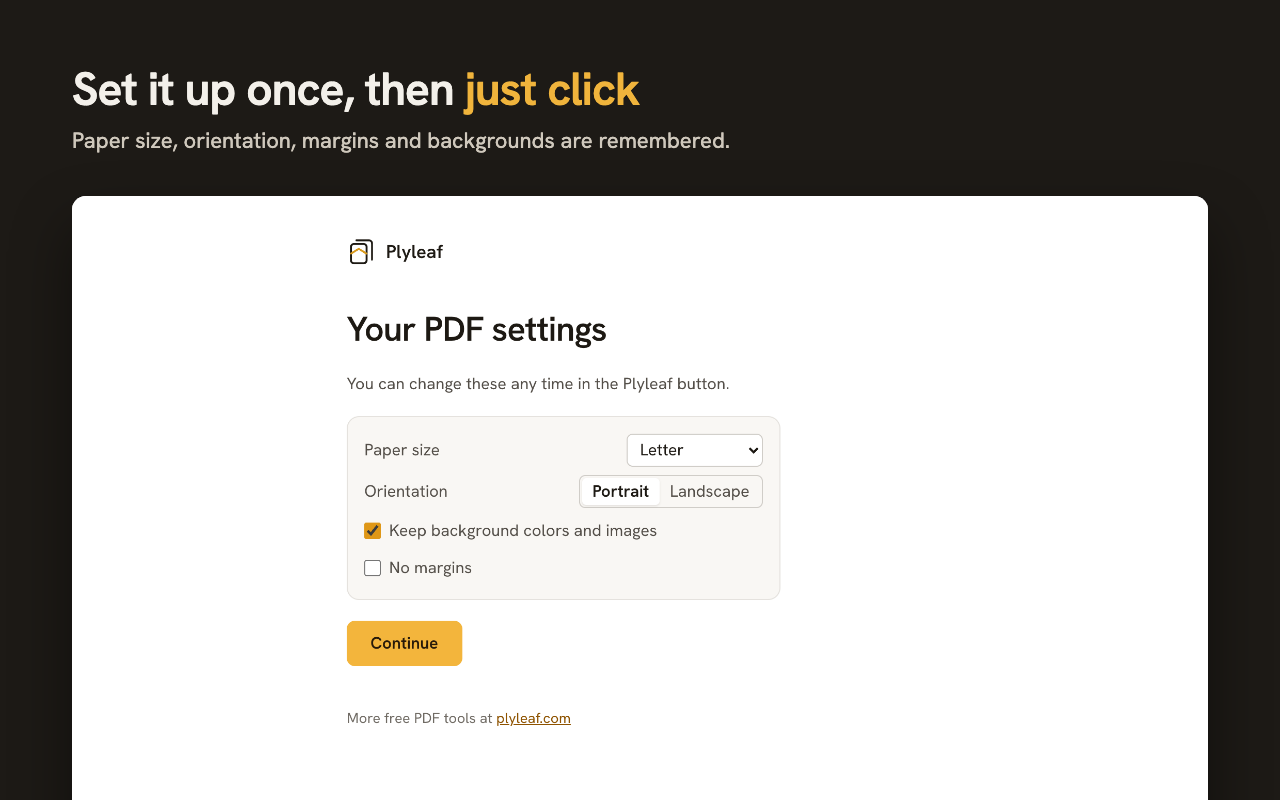 Set it up once, then just click
Paper size, orientation, margins and backgrounds are remembered.
Plyleaf
Your PDF settings
You can change these any time in the Plyleaf button.
Paper size Letter
Orientation Portrait Landscape
Keep background colors and images
No margins
Continue
More free PDF tools at plyleaf.com